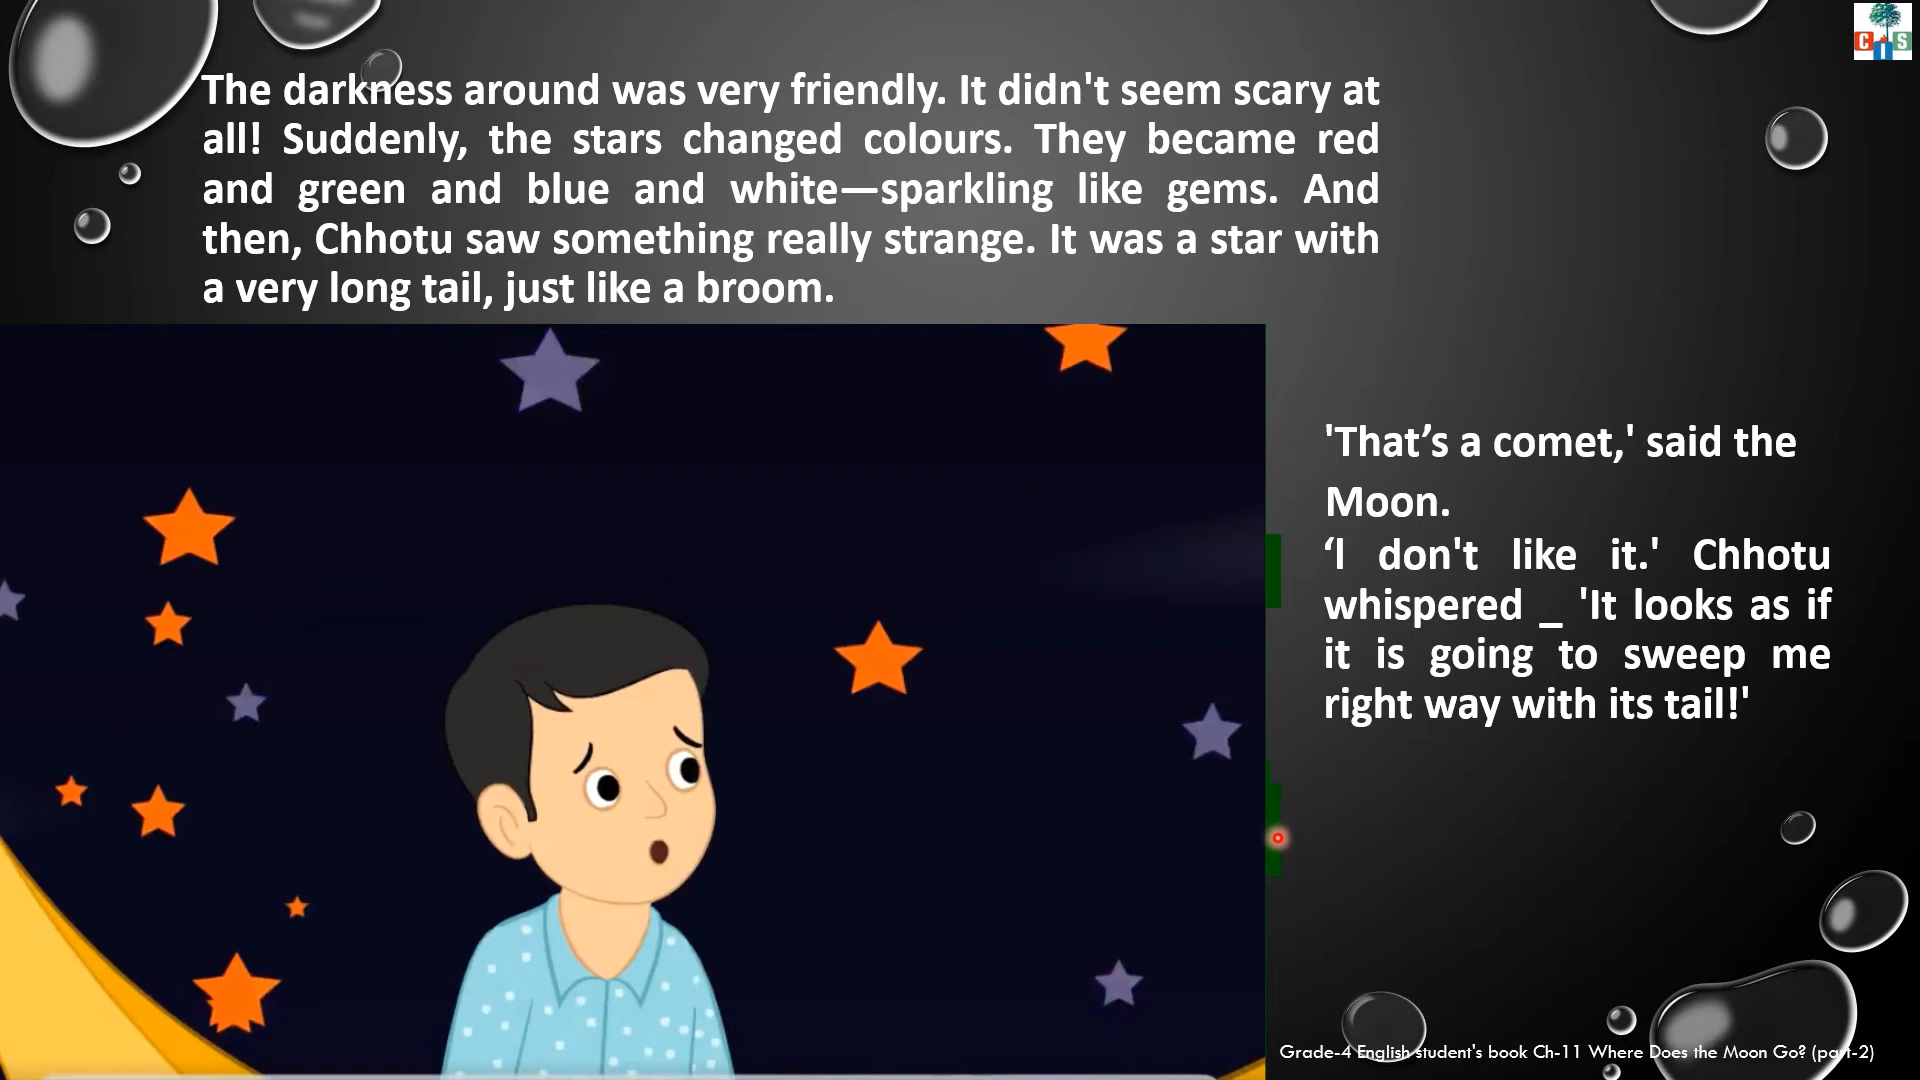 The darkness around was very friendly. It didn't seem scary at
all! Suddenly, the stars changed colours. They became red
and green and blue and white—sparkling like gems. And
then, Chhotu saw something really strange. It was a star with
a very long tail, just like a broom.
'That’s a comet,' said the
Moon.
‘I don't like it.' Chhotu
whispered _ 'It looks as if
it is going to sweep me
right way with its tail!'
Grade-4 English student's book Ch-11 Where Does the Moon Go? (part-2)
C i S